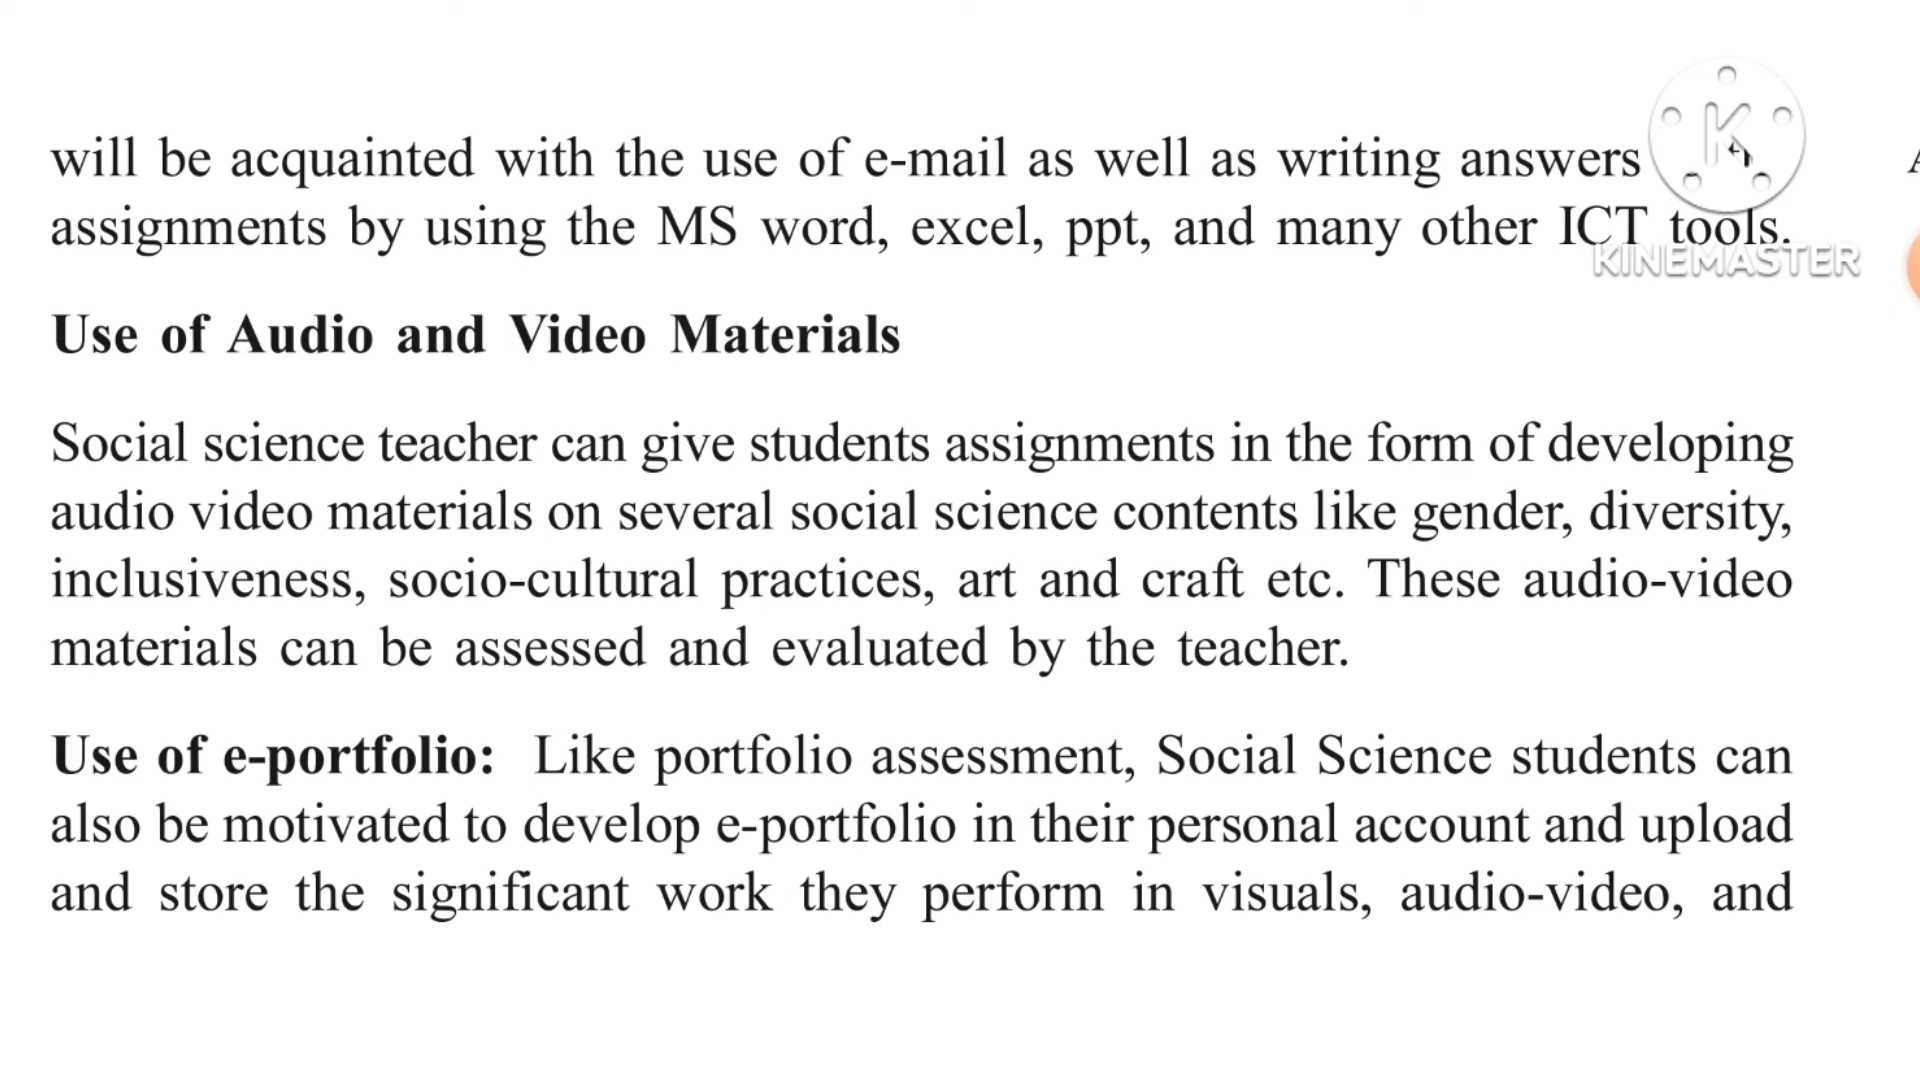 will be acquainted with the use of e-mail as well as writing answers
assignments by using the MS word, excel, ppt, and many other ICT tools.
KINEMASTER
Use of Audio and Video Materials
Social science teacher can give students assignments in the form of developing
audio video materials on several social science contents like gender, diversity,
inclusiveness, socio-cultural practices, art and craft etc. These audio-video
materials can be assessed and evaluated by the teacher.
Use of e-portfolio: Like portfolio assessment, Social Science students can
also be motivated to develop e-portfolio in their personal account and upload
and store the significant work they perform in visuals, audio-video, and